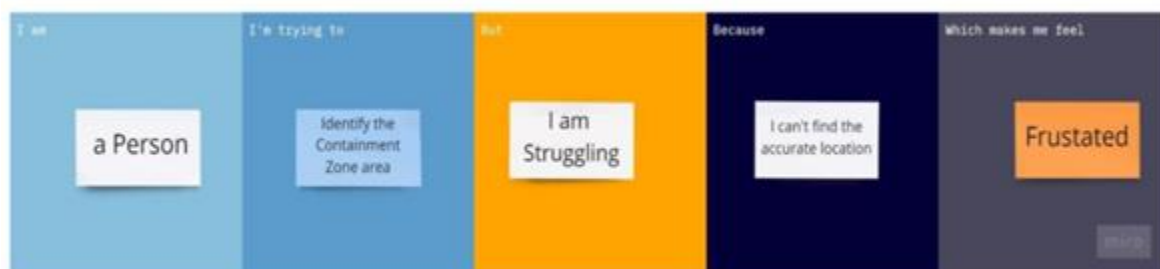 I am
I'm trying to
But
Because
Which makes me feel
a Person
Identify the
Containment
Zone area
I am
Struggling
I can't find the
accurate location
Frustated
miro